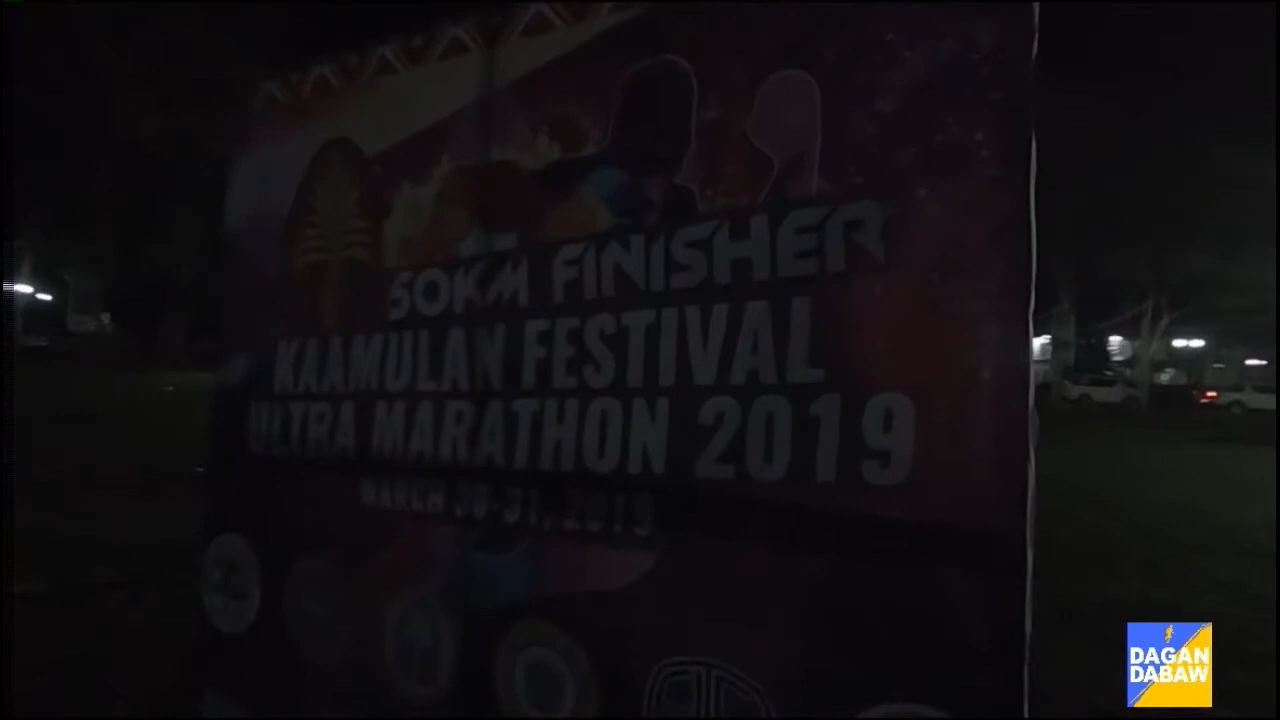 50KM FINISHER
KAAMULAN FESTIVAL
ULTRA MARATHON 2019
MARCH 30-31, 2019
DAGAN
DABAW